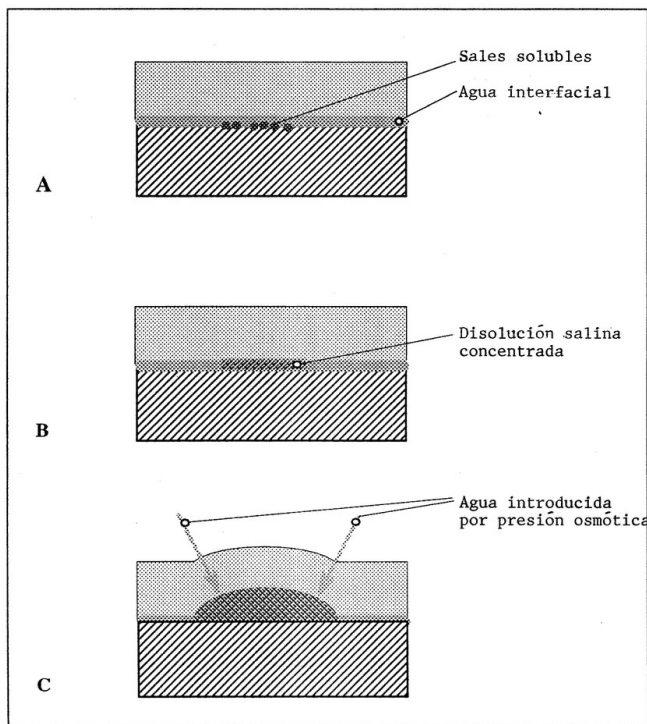 Sales solubles
Agua interfacial
A
Disolución salina
concentrada
B
Agua introducida
por presión osmótica
C